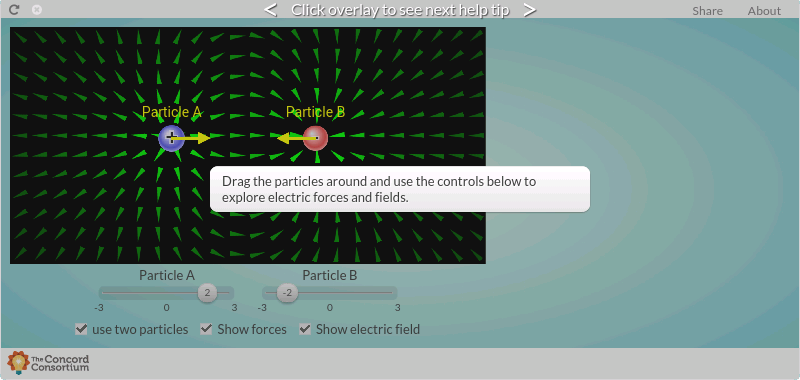 < Click overlay to see next help tip >
Share About
Particle A Particle B
+ -
Drag the particles around and use the controls below to
explore electric forces and fields.
Particle A Particle B
2 -2
-3 0 3 -3 0 3
use two particles Show forces Show electric field
The Concord
Consortium